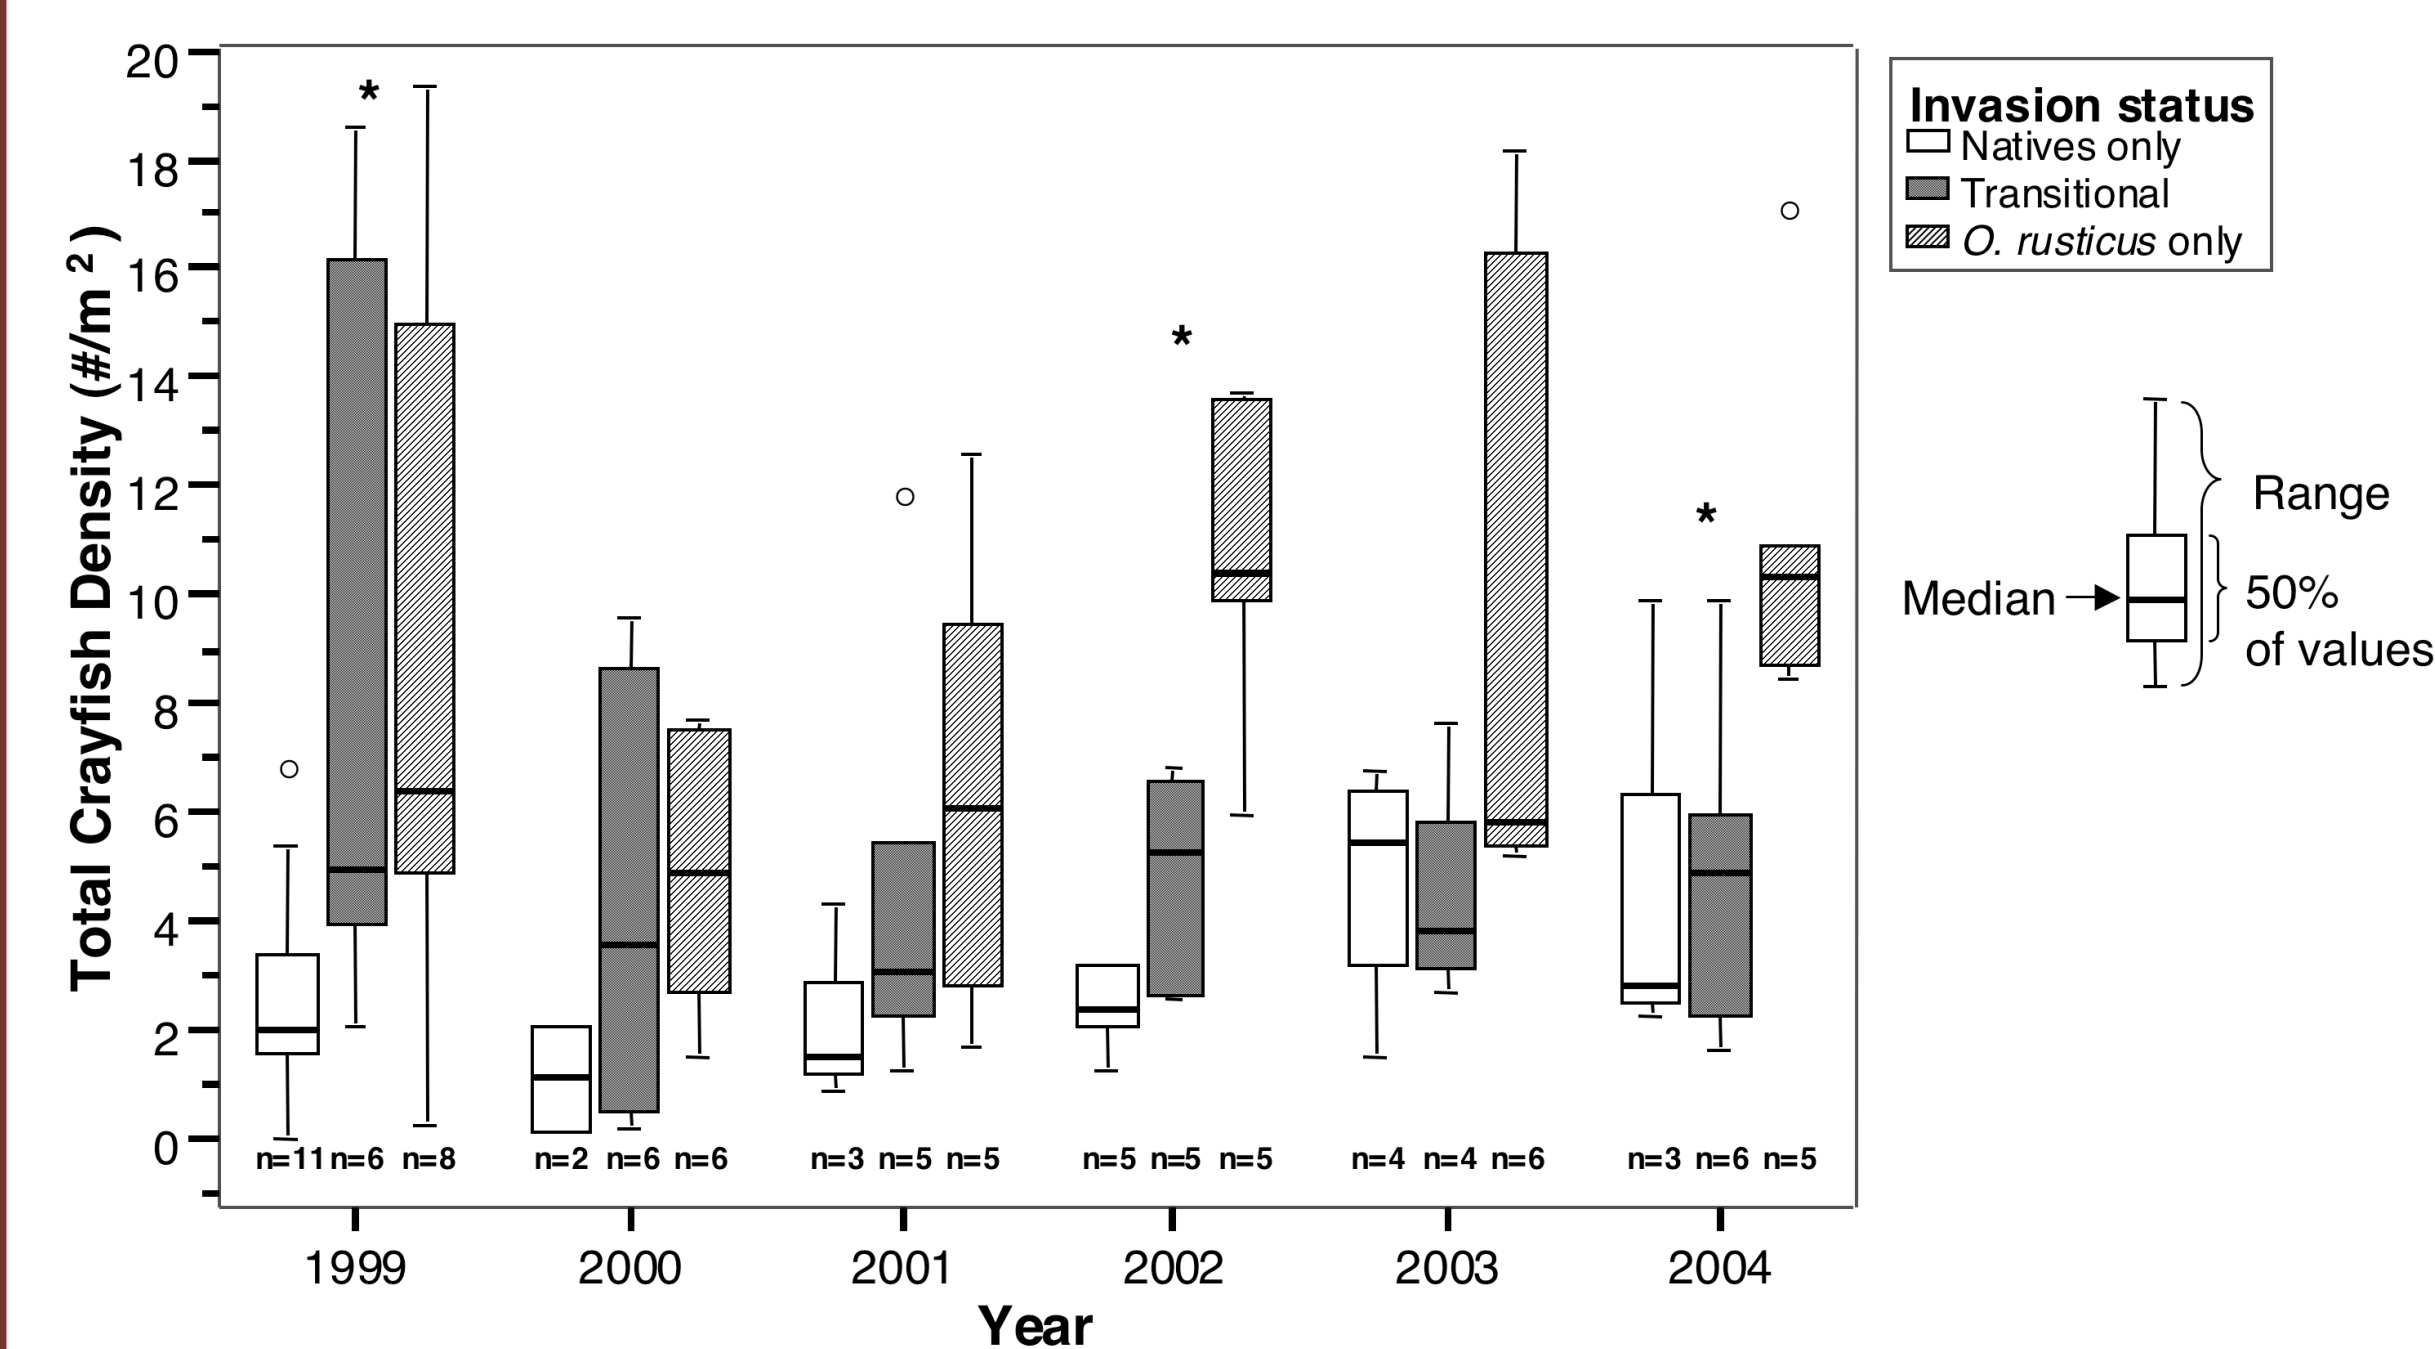 Total Crayfish Density (#/m 2 )
20
18
16
14
12
10
8
6
4
2
0
*
*
*
n=11 n=6 n=8 n=2 n=6 n=6 n=3 n=5 n=5 n=5 n=5 n=5 n=4 n=4 n=6 n=3 n=6 n=5
1999 2000 2001 2002 2003 2004
Year
Invasion status
Natives only
Transitional
O. rusticus only
Range
Median
50%
of values